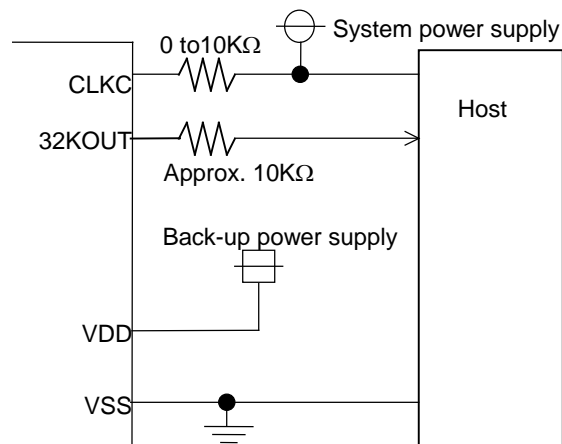 0 to10KΩ
System power supply
CLKC
Host
32KOUT
Approx. 10KΩ
Back-up power supply
VDD
VSS